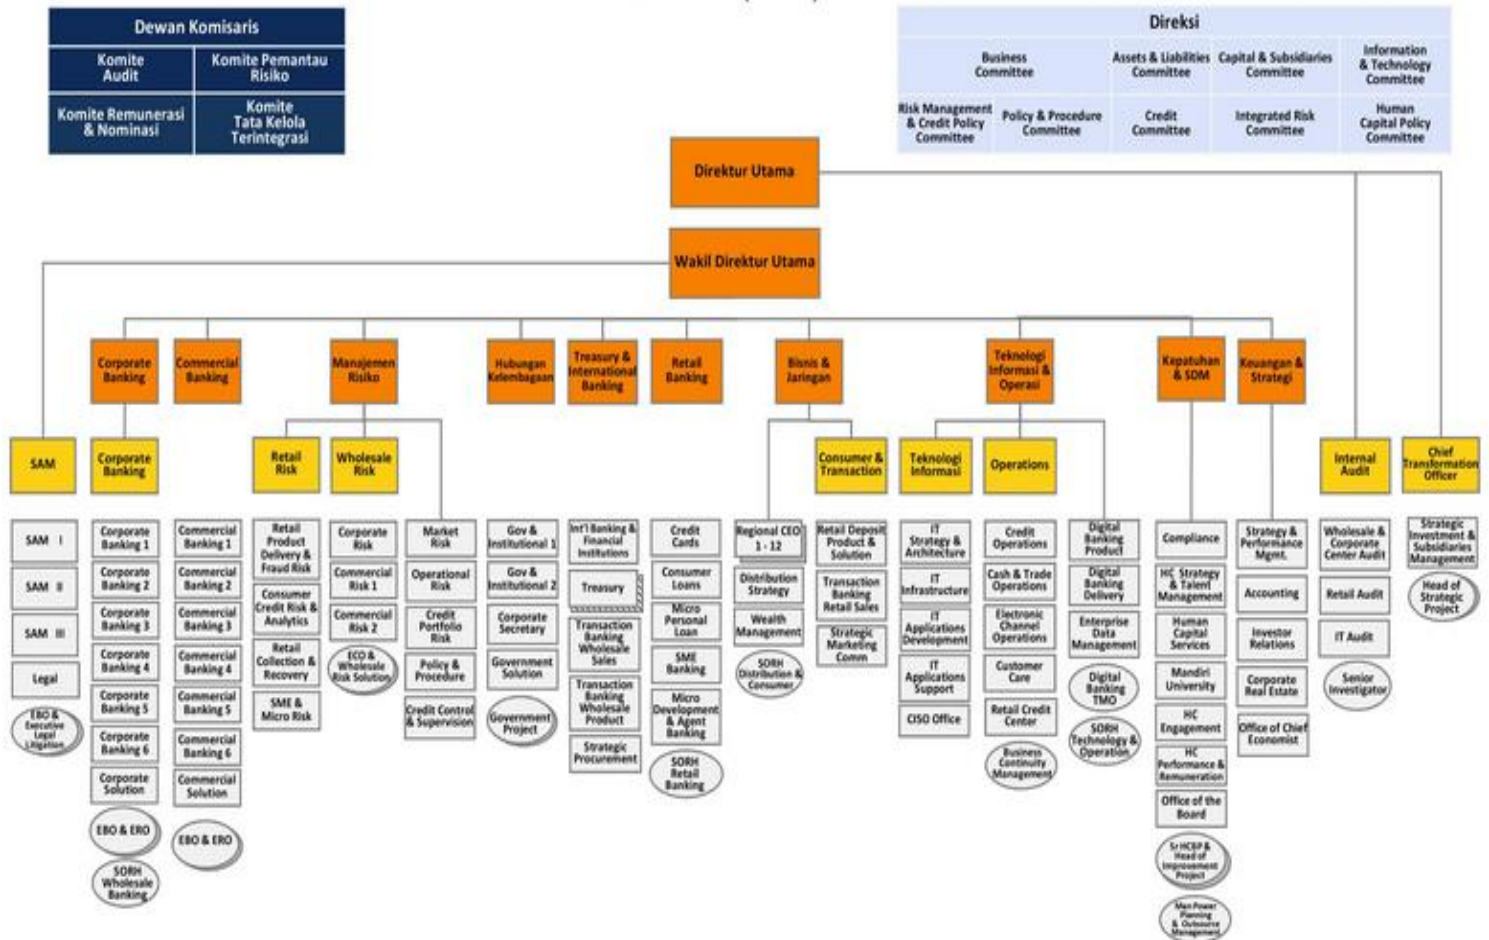 Dewan Komisaris
Komite
Audit
Komite Pemantau
Risiko
Komite Remunerasi
& Nominasi
Komite
Tata Kelola
Terintegrasi
Direksi
Business
Committee
Assets & Liabilities
Committee
Capital & Subsidiaries
Committee
Information
& Technology
Committee
Risk Management
& Credit Policy
Committee
Policy & Procedure
Committee
Credit
Committee
Integrated Risk
Committee
Human
Capital Policy
Committee
Direktur Utama
Wakil Direktur Utama
Corporate
Banking
Commercial
Banking
Manajemen
Risiko
Hubungan
Kelembagaan
Treasury &
International
Banking
Retail
Banking
Bisnis &
Jaringan
Teknologi
Informasi &
Operasi
Kepatuhan
& SDM
Keuangan &
Strategi
SAM
Corporate
Banking
Retail
Risk
Wholesale
Risk
Consumer &
Transaction
Teknologi
Informasi
Operations
Internal
Audit
Chief
Transformation
Officer
SAM I
SAM II
SAM III
Legal
EBO &
Executive
Legal
Litigation
Corporate
Banking 1
Corporate
Banking 2
Corporate
Banking 3
Corporate
Banking 4
Corporate
Banking 5
Corporate
Banking 6
Corporate
Solution
EBO & ERO
SORH
Wholesale
Banking
Commercial
Banking 1
Commercial
Banking 2
Commercial
Banking 3
Commercial
Banking 4
Commercial
Banking 5
Commercial
Banking 6
Commercial
Solution
EBO & ERO
Retail
Product
Delivery &
Fraud Risk
Consumer
Credit Risk &
Analytics
Retail
Collection &
Recovery
SME &
Micro Risk
Corporate
Risk
Commercial
Risk 1
Commercial
Risk 2
ECO &
Wholesale
Risk Solution
Market
Risk
Operational
Risk
Credit
Portfolio
Risk
Policy &
Procedure
Credit Control
& Supervision
Gov &
Institutional 1
Gov &
Institutional 2
Corporate
Secretary
Government
Solution
Government
Project
Int'l Banking &
Financial
Institutions
Treasury
Transaction
Banking
Wholesale
Sales
Transaction
Banking
Wholesale
Product
Strategic
Procurement
Credit
Cards
Consumer
Loans
Micro
Personal
Loan
SME
Banking
Micro
Development
& Agent
Banking
SORH
Retail
Banking
Regional CEO
1 - 12
Distribution
Strategy
Wealth
Management
SORH
Distribution &
Consumer
Retail Deposit
Product &
Solution
Transaction
Banking
Retail Sales
Strategic
Marketing
Comm
IT
Strategy &
Architecture
IT
Infrastructure
IT
Applications
Development
IT
Applications
Support
CISO Office
Credit
Operations
Cash & Trade
Operations
Electronic
Channel
Operations
Customer
Care
Retail Credit
Center
Business
Continuity
Management
Digital
Banking
Product
Digital
Banking
Delivery
Enterprise
Data
Management
Digital
Banking
TMO
SORH
Technology &
Operation
Compliance
HC Strategy
& Talent
Management
Human
Capital
Services
Mandiri
University
HC
Engagement
HC
Performance &
Remuneration
Office of the
Board
Sr HCBP &
Head of
Improvement
Project
Man Power
Planning
& Outsource
Management
Strategy &
Performance
Mgmt.
Accounting
Investor
Relations
Corporate
Real Estate
Office of Chief
Economist
Wholesale &
Corporate
Center Audit
Retail Audit
IT Audit
Senior
Investigator
Strategic
Investment &
Subsidiaries
Management
Head of
Strategic
Project